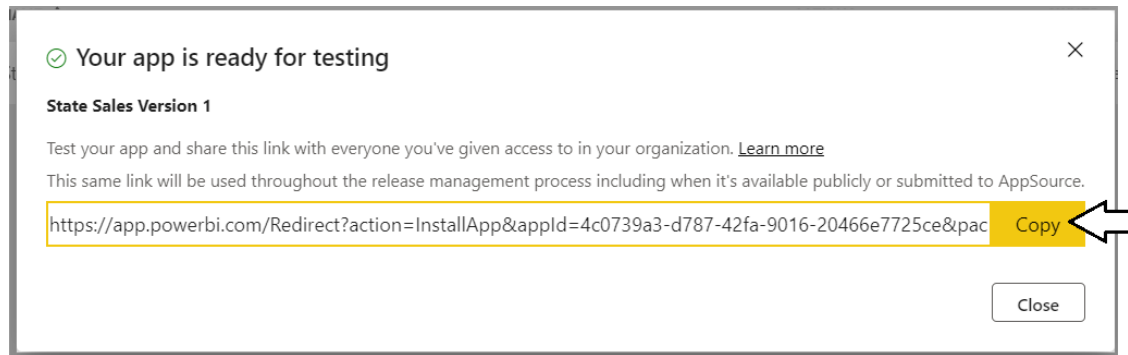 Your app is ready for testing
State Sales Version 1
Test your app and share this link with everyone you've given access to in your organization. Learn more
This same link will be used throughout the release management process including when it's available publicly or submitted to AppSource.
https://app.powerbi.com/Redirect?action=InstallApp&appId=4c0739a3-d787-42fa-9016-20466e7725ce&pac Copy
Close